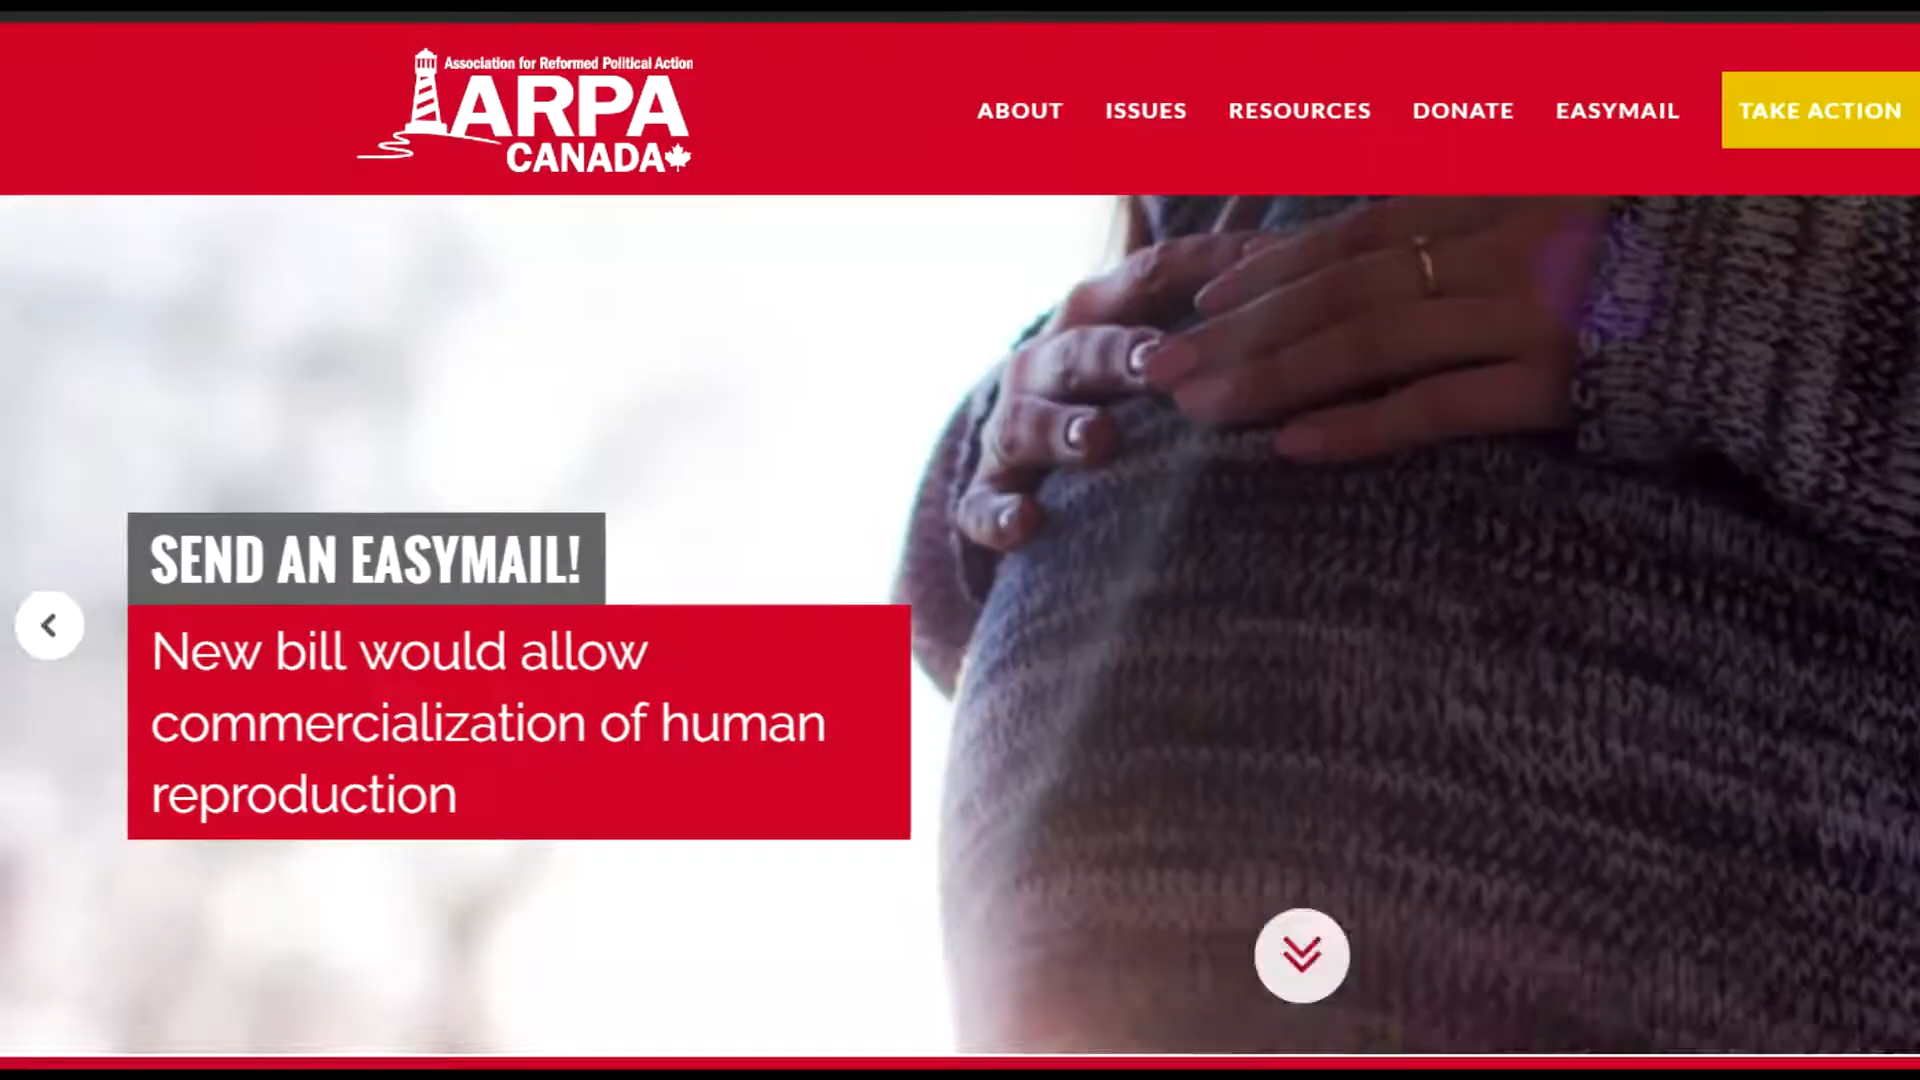 Association for Reformed Political Action
ARPA
CANADA
ABOUT ISSUES RESOURCES DONATE EASYMAIL TAKE ACTION
SEND AN EASYMAIL!
New bill would allow
commercialization of human
reproduction